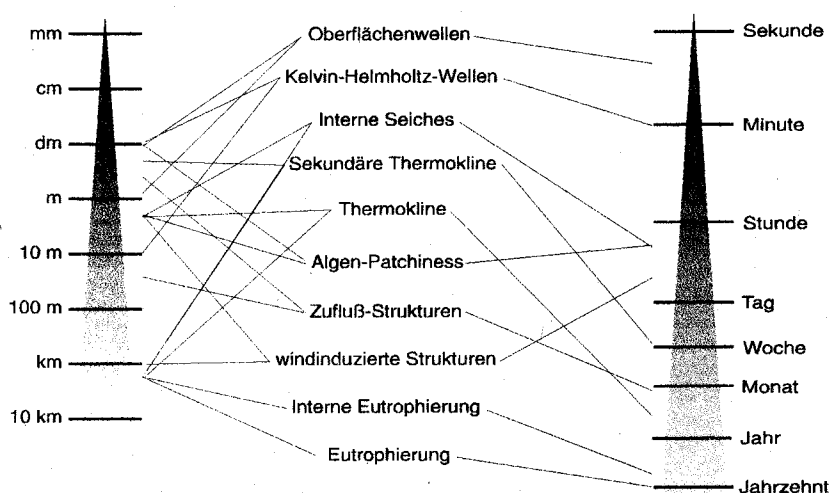 mm
cm
dm
m
10 m
100 m
km
10 km
Oberflächenwellen
Kelvin-Helmholtz-Wellen
Interne Seiches
Sekundäre Thermokline
Thermokline
Algen-Patchiness
Zufluß-Strukturen
windinduzierte Strukturen
Interne Eutrophierung
Eutrophierung
Sekunde
Minute
Stunde
Tag
Woche
Monat
Jahr
Jahrzehnt